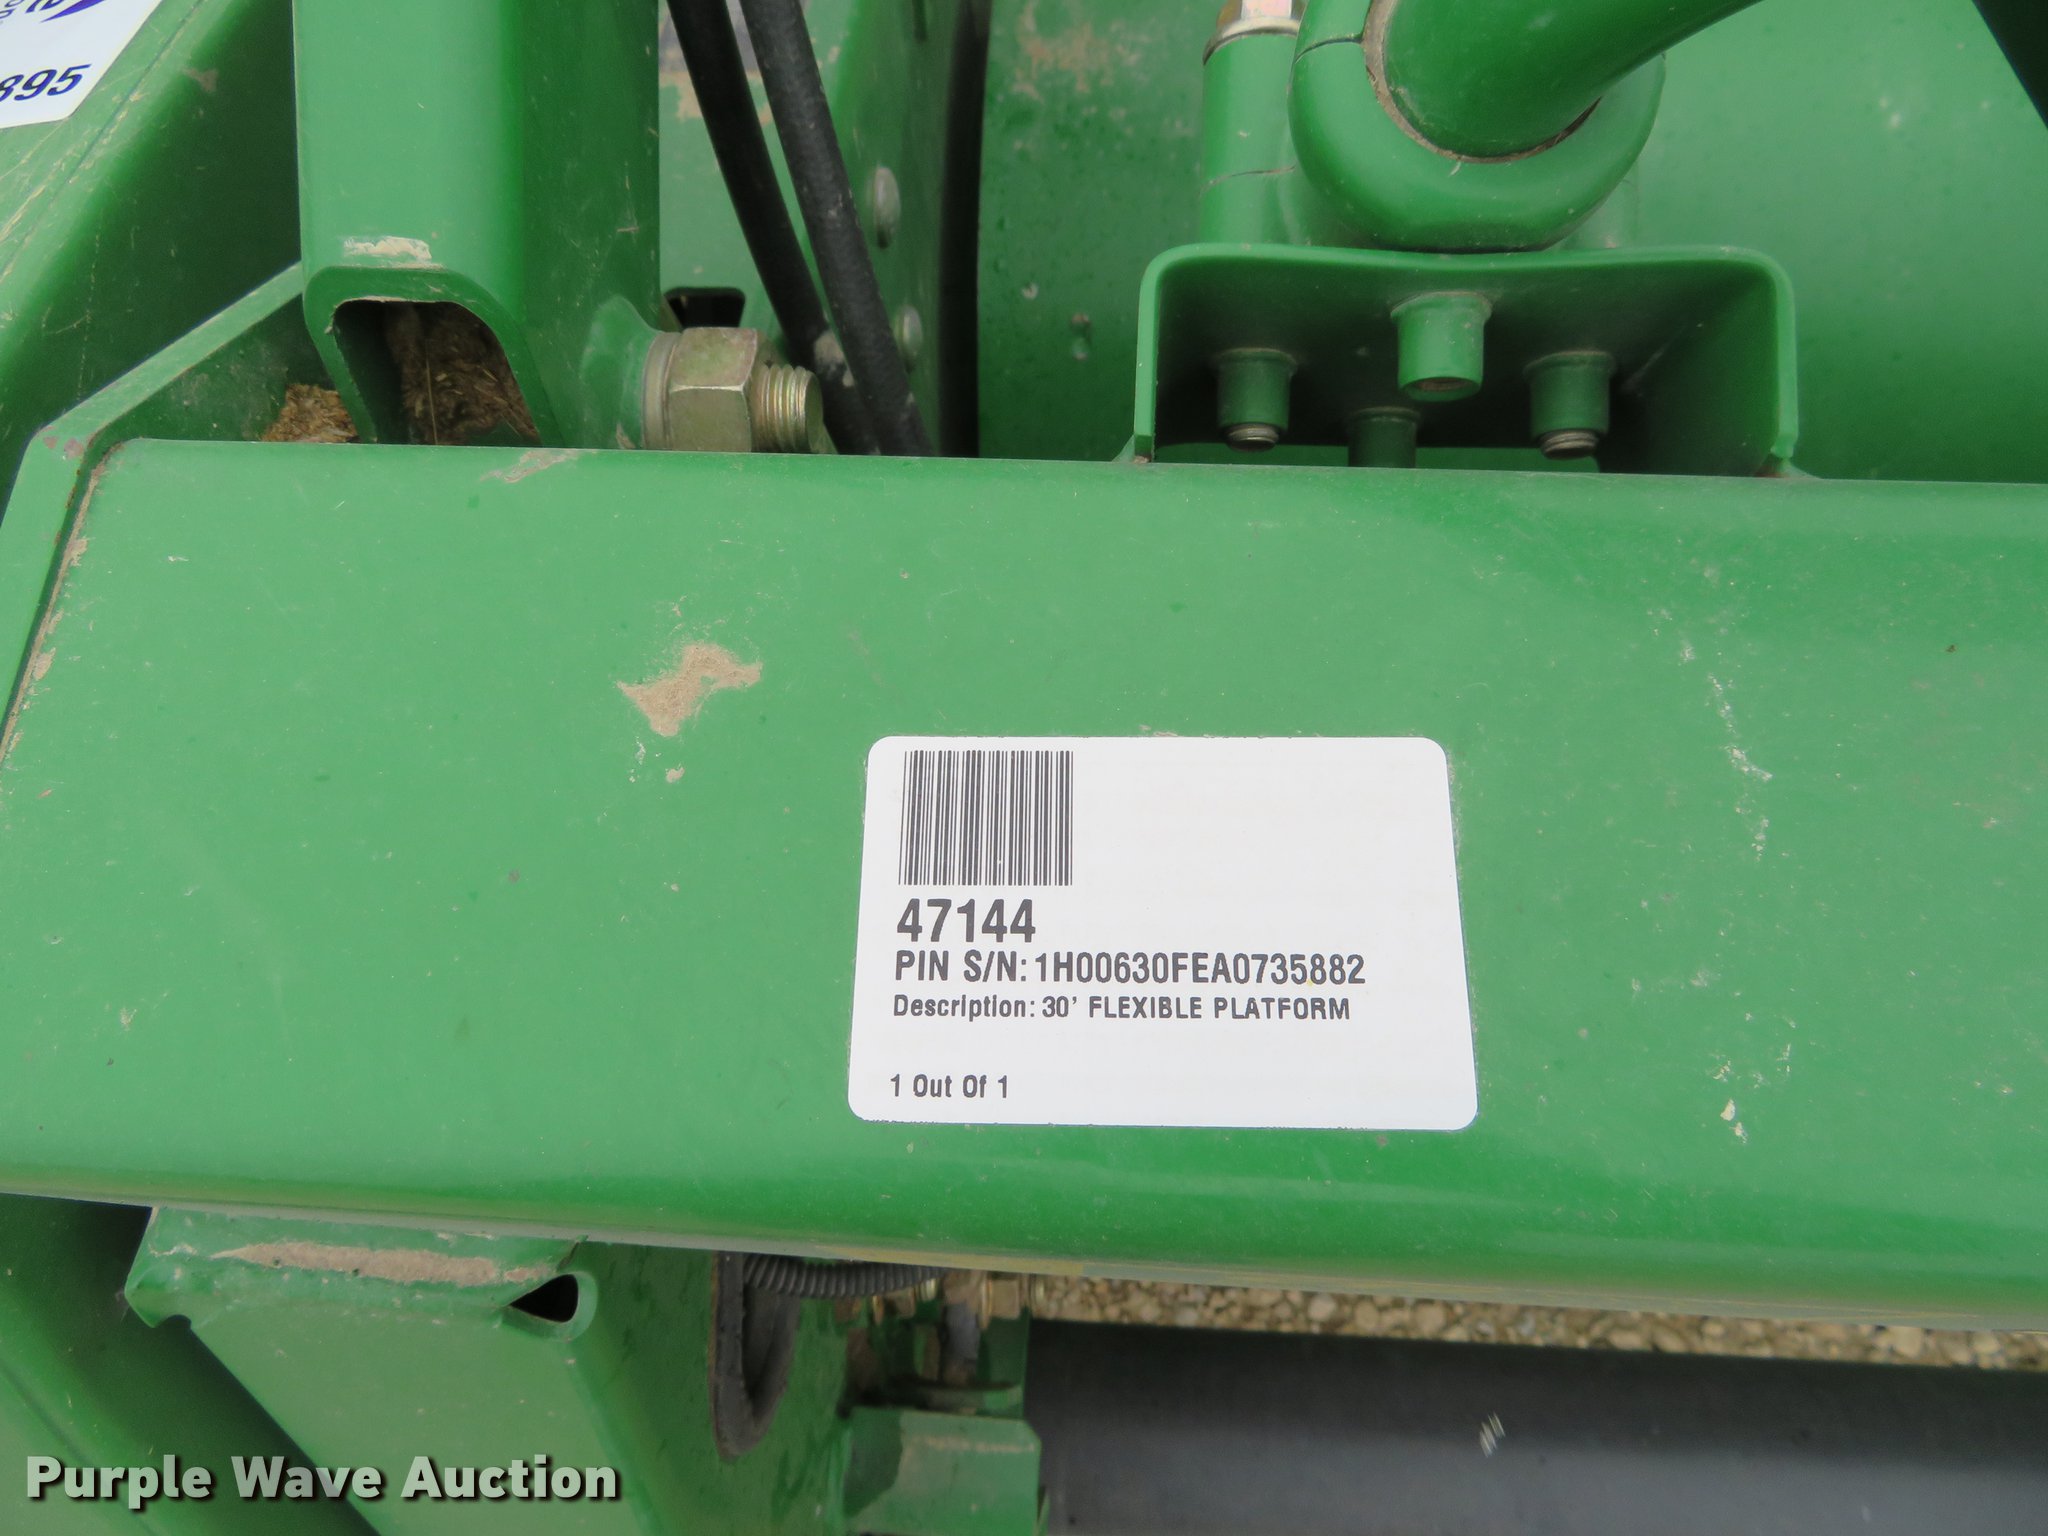 895
47144
PIN S/N: 1H00630FEA0735882
Description: 30' FLEXIBLE PLATFORM
1 Out Of 1
Purple Wave Auction